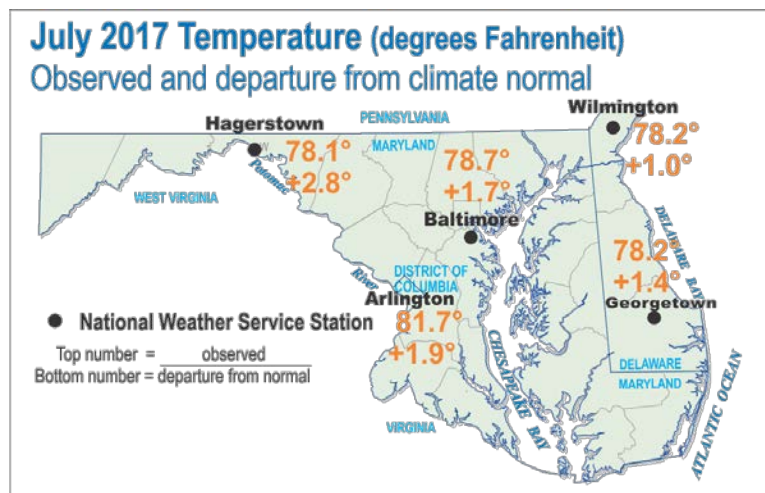 July 2017 Temperature (degrees Fahrenheit)
Observed and departure from climate normal
PENNSYLVANIA
Wilmington
78.2°
+1.0°
Hagerstown
78.1°
+2.8°
MARYLAND
78.7°
+1.7°
Baltimore
Potomac
WEST VIRGINIA
DELAWARE BAY
78.2°
+1.4°
Georgetown
River
DISTRICT OF
COLUMBIA
Arlington
81.7°
+1.9°
National Weather Service Station
Top number = observed
Bottom number = departure from normal
CHESAPEAKE BAY
DELAWARE
MARYLAND
VIRGINIA
ATLANTIC OCEAN